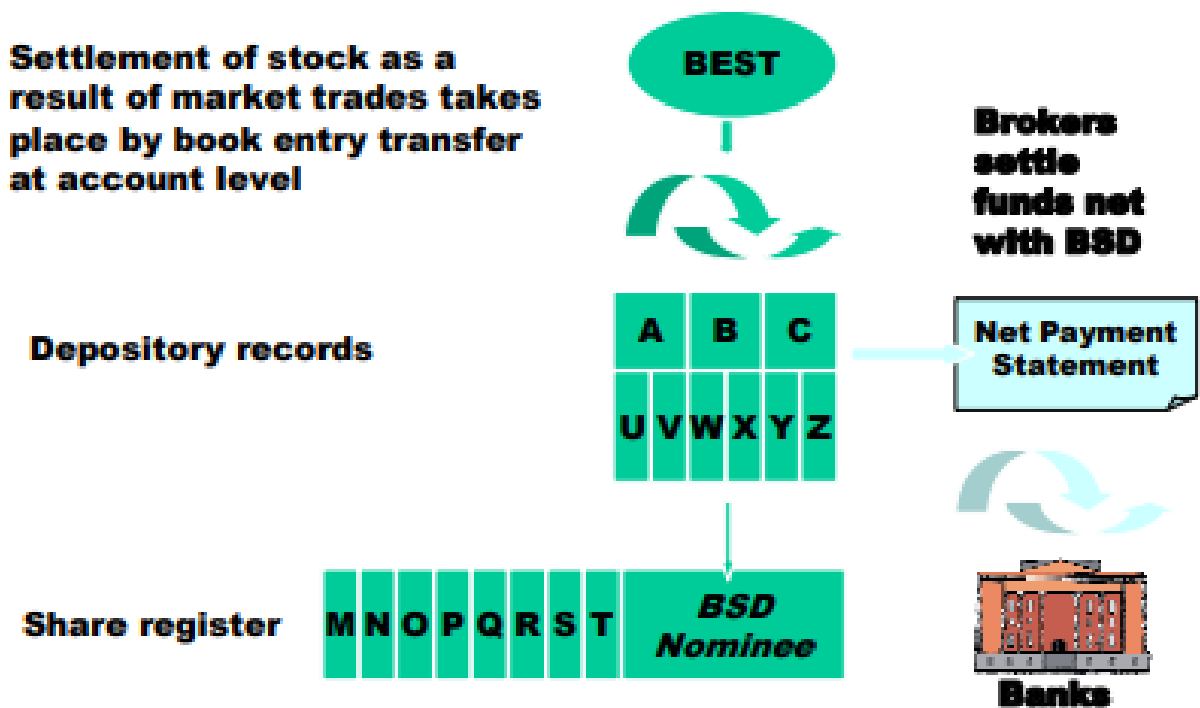 Settlement of stock as a
result of market trades takes
place by book entry transfer
at account level
BEST
Brokers
settle
funds net
with BSD
Depository records
A B C
U V W X Y Z
Net Payment
Statement
Share register
M N O P Q R S T
BSD
Nominee
Banks